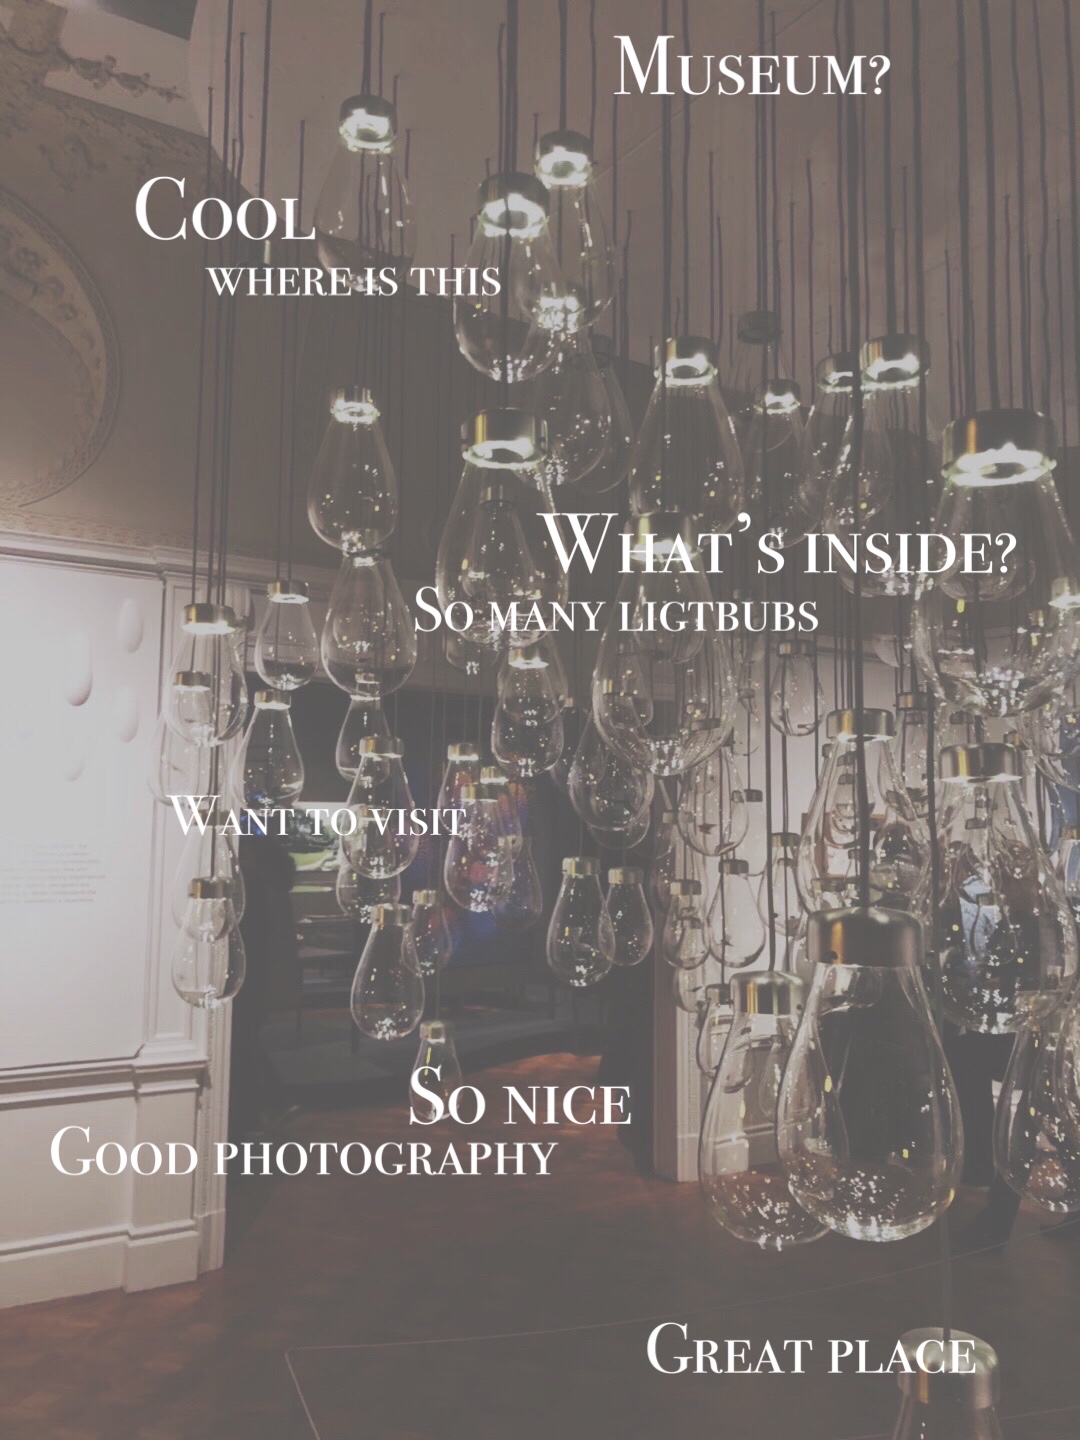 Museum?
Cool
where is this
What's inside?
So many ligtbubs
Want to visit
So nice
Good photography
Great place